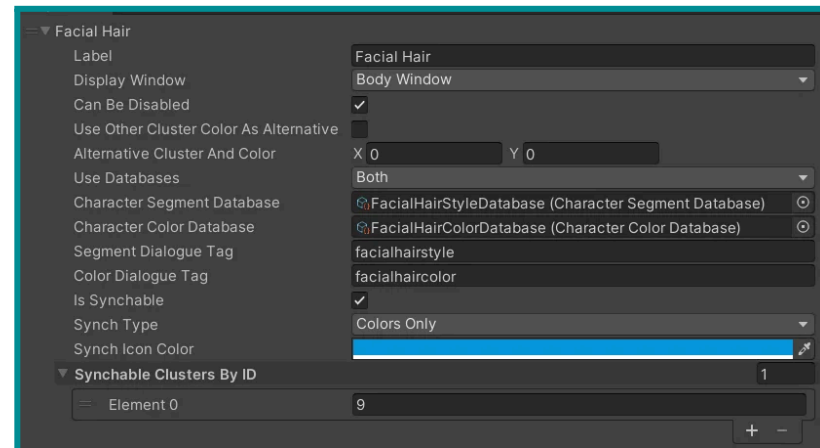 Facial Hair
Label Facial Hair
Display Window Body Window
Can Be Disabled
Use Other Cluster Color As Alternative
Alternative Cluster And Color X 0 Y 0
Use Databases Both
Character Segment Database FacialHairStyleDatabase (Character Segment Database)
Character Color Database FacialHairColorDatabase (Character Color Database)
Segment Dialogue Tag facialhairstyle
Color Dialogue Tag facialhaircolor
Is Synchable
Synch Type Colors Only
Synch Icon Color
Synchable Clusters By ID 1
Element 0 9
+ −